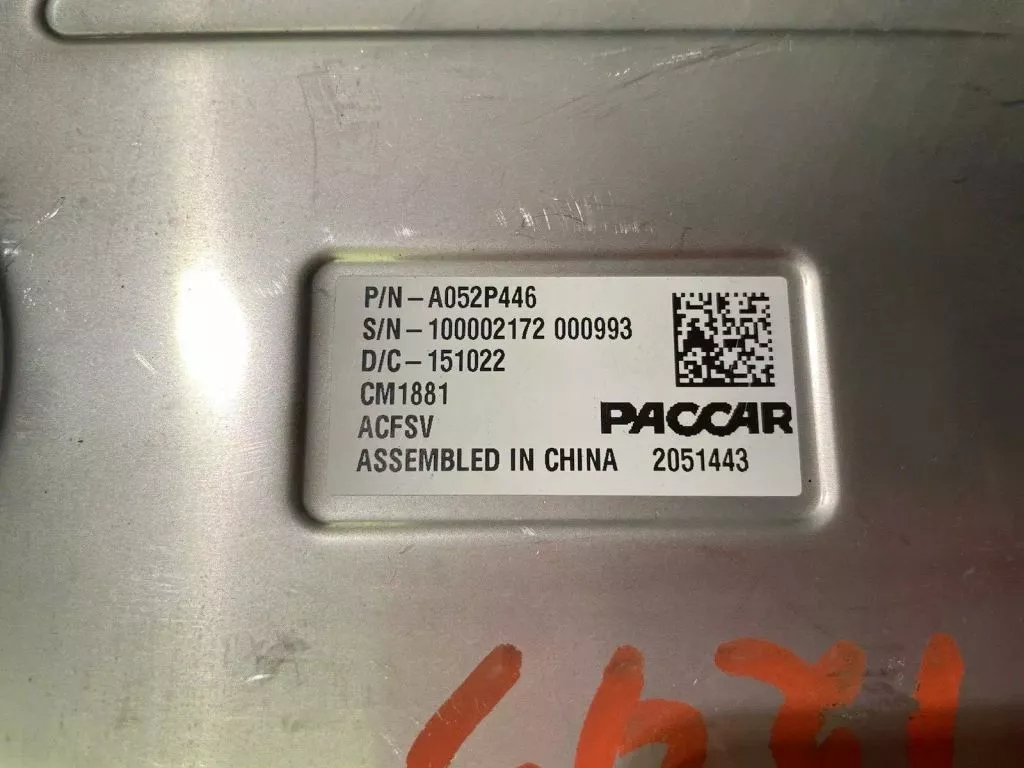 P/N – A052P446
S/N – 100002172 000993
D/C – 151022
CM1881
ACFSV
PACCAR
ASSEMBLED IN CHINA 2051443